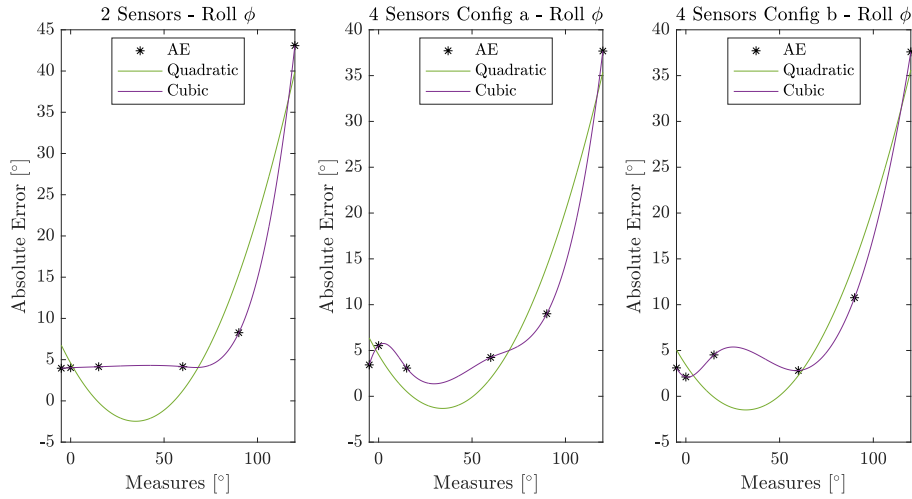 2 Sensors - Roll ϕ
45
40
35
30
25
20
15
10
5
0
-5
0
50
100
Absolute Error [°]
Measures [°]
AE
Quadratic
Cubic
4 Sensors Config a - Roll ϕ
40
35
30
25
20
15
10
5
0
-5
0
50
100
Absolute Error [°]
Measures [°]
AE
Quadratic
Cubic
4 Sensors Config b - Roll ϕ
40
35
30
25
20
15
10
5
0
-5
0
50
100
Absolute Error [°]
Measures [°]
AE
Quadratic
Cubic